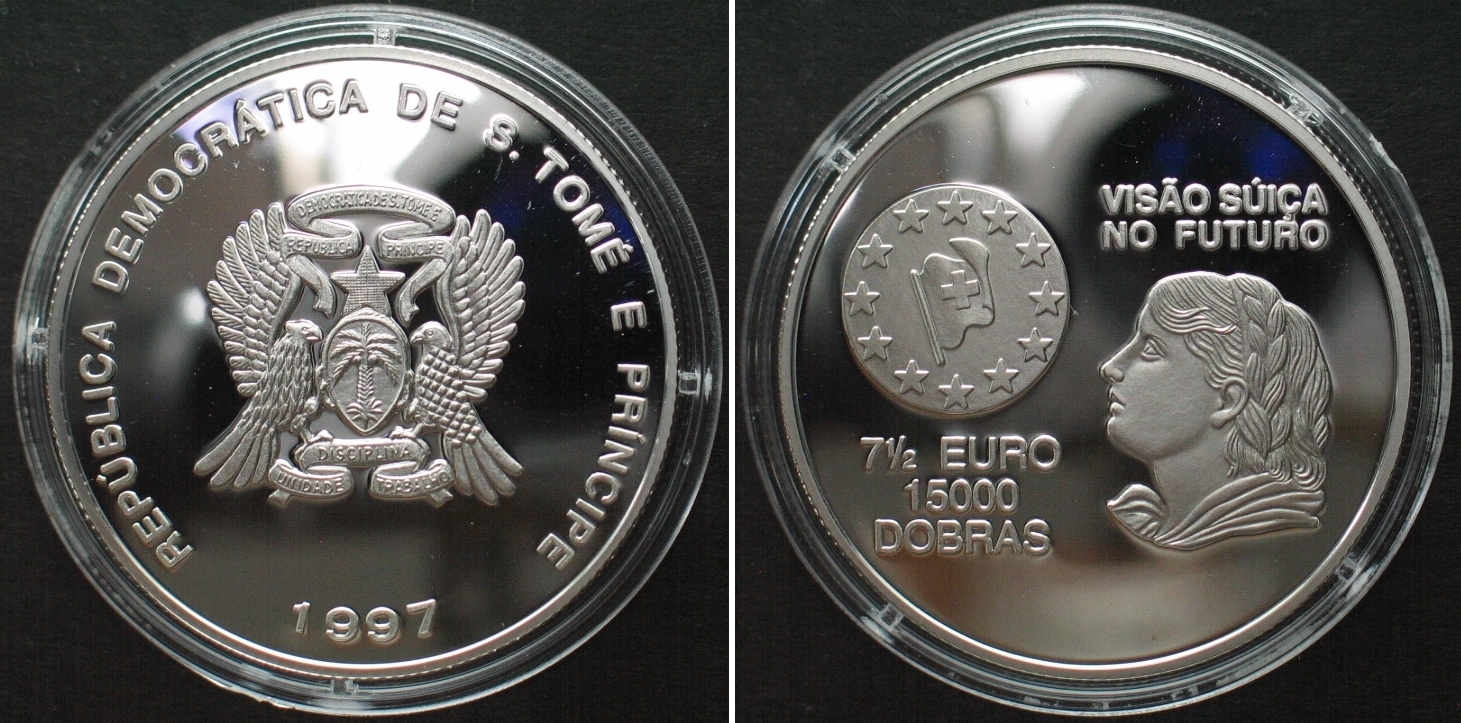 REPÚBLICA DEMOCRÁTICA DE S. TOMÉ E PRÍNCIPE
DEMOCRATICA DE S. TOME E
REPUBLICA PRINCIPE
DISCIPLINA
UNIDADE TRABALHO
1997
VISÃO SÚIÇA
NO FUTURO
7½ EURO
15000
DOBRAS